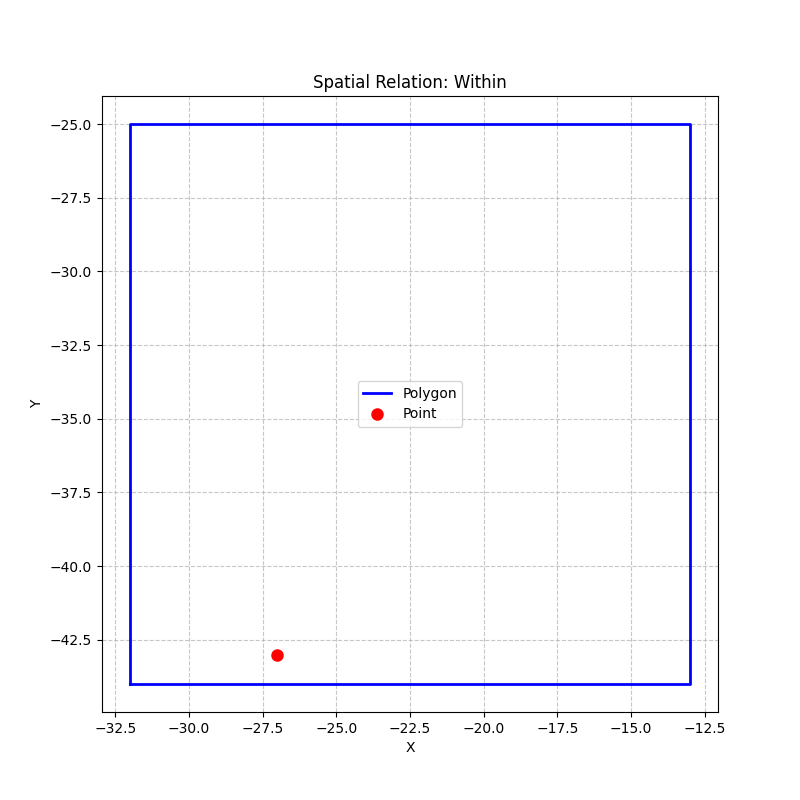 Spatial Relation: Within
−25.0
−27.5
−30.0
−32.5
−35.0
−37.5
−40.0
−42.5
Y
Polygon
Point
−32.5 −30.0 −27.5 −25.0 −22.5 −20.0 −17.5 −15.0 −12.5
X